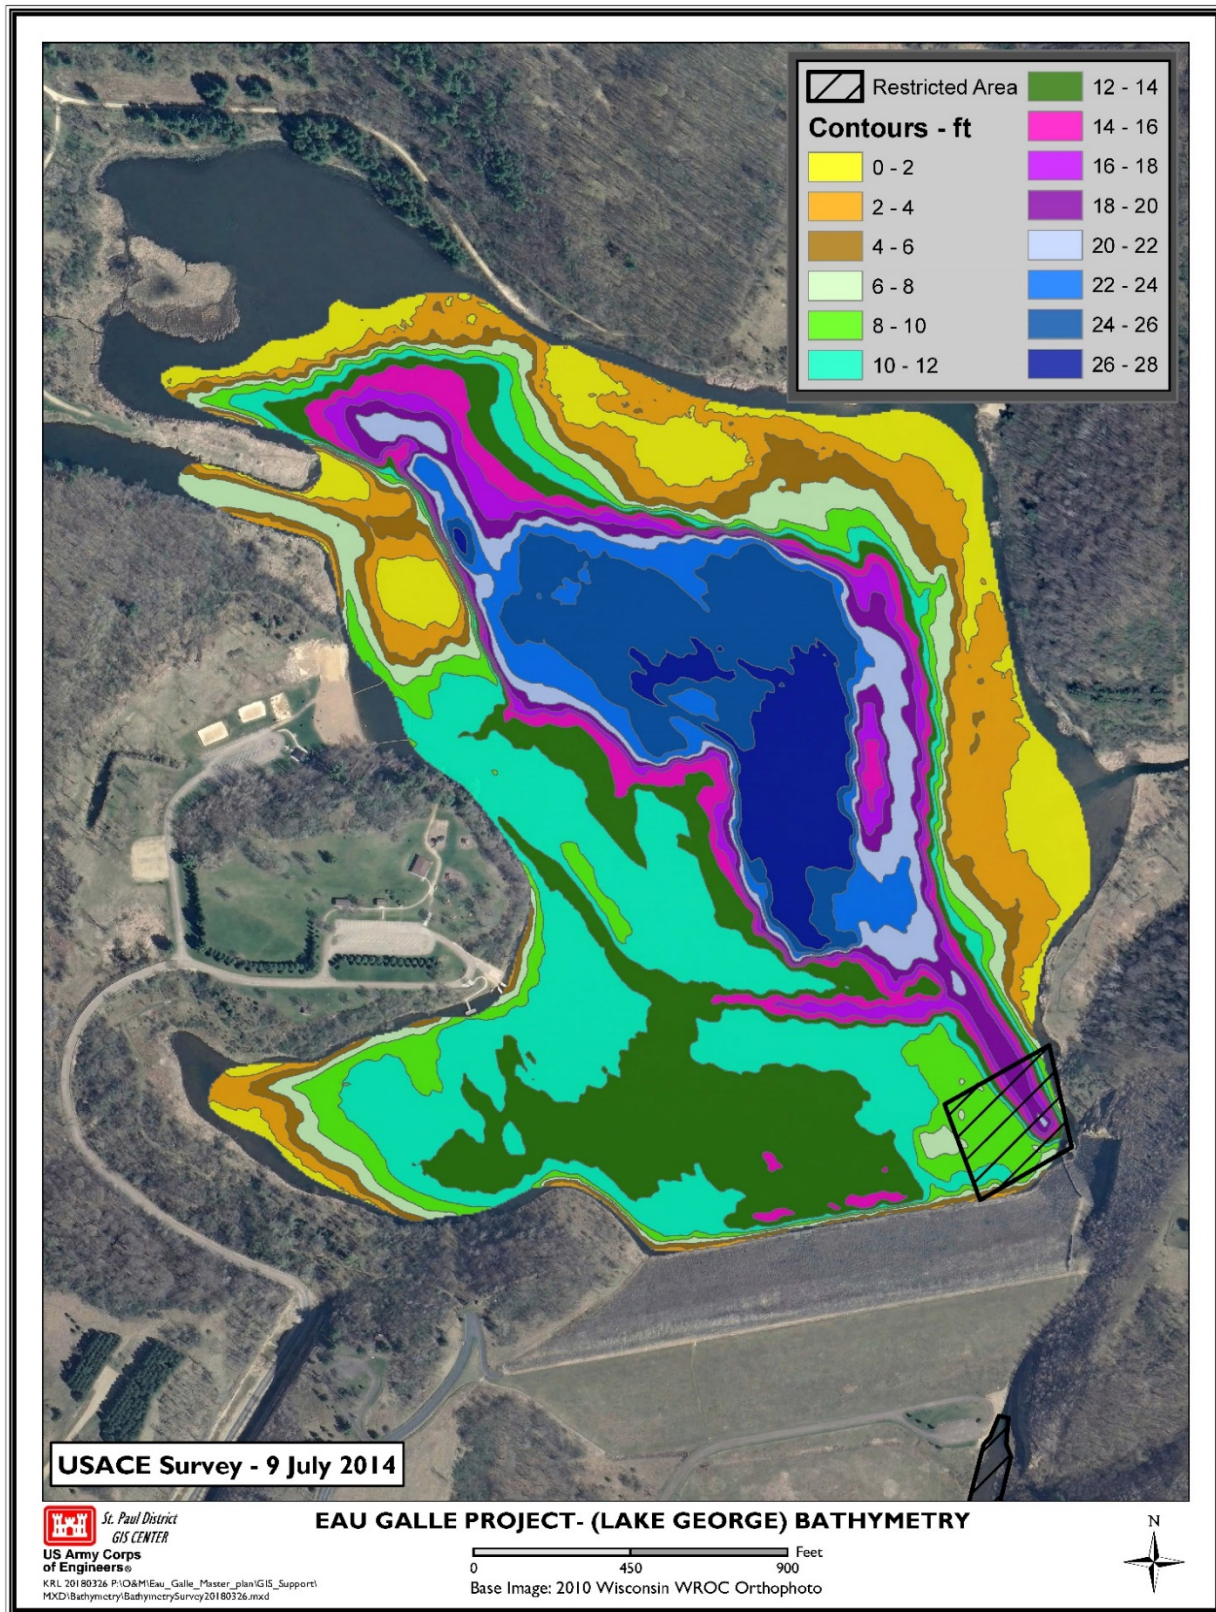 Restricted Area
Contours - ft
0 - 2
2 - 4
4 - 6
6 - 8
8 - 10
10 - 12
12 - 14
14 - 16
16 - 18
18 - 20
20 - 22
22 - 24
24 - 26
26 - 28
USACE Survey - 9 July 2014
St. Paul District
GIS CENTER
US Army Corps
of Engineers®
KRL 20180326 P:\O&M\Eau_Galle_Master_plan\GIS_Support\
MXD\Bathymetry\BathymetrySurvey20180326.mxd
EAU GALLE PROJECT- (LAKE GEORGE) BATHYMETRY
Feet
0 450 900
Base Image: 2010 Wisconsin WROC Orthophoto
N